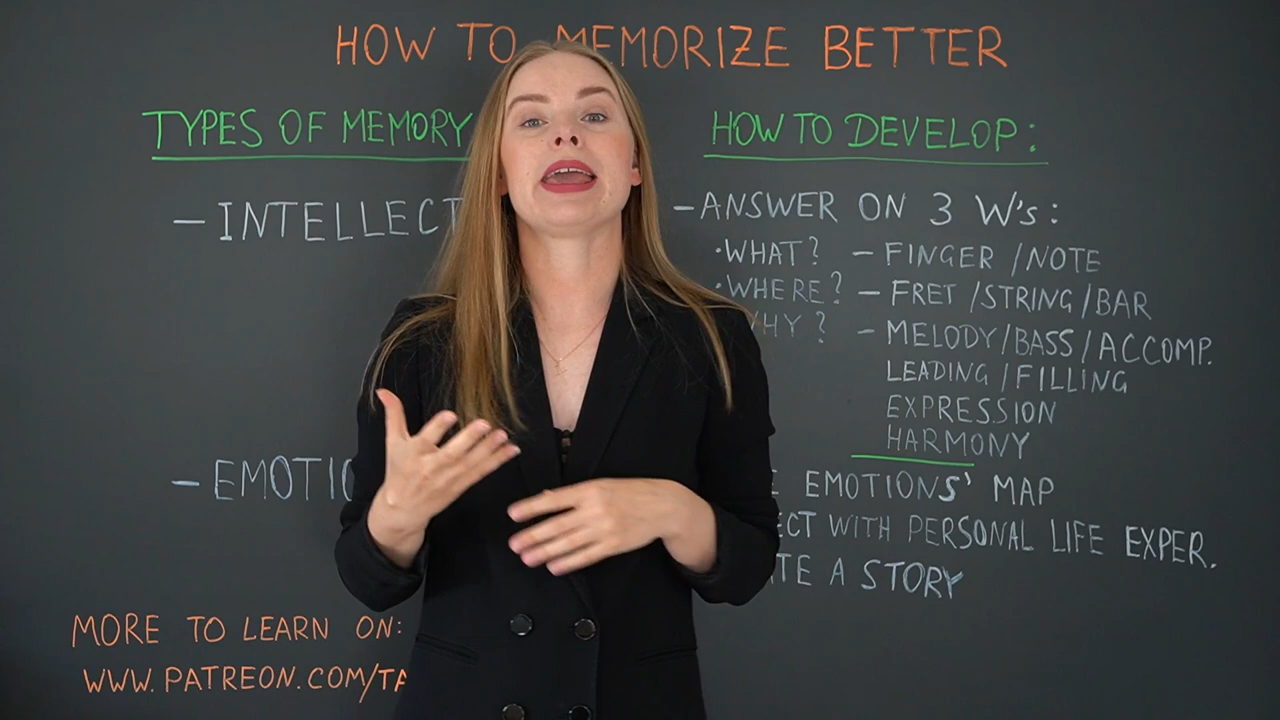 HOW TO MEMORIZE BETTER
TYPES OF MEMORY
HOW TO DEVELOP:
- INTELLECT
- ANSWER ON 3 W's:
·WHAT? - FINGER / NOTE
·WHERE? - FRET / STRING / BAR
WHY? - MELODY / BASS / ACCOMP.
LEADING / FILLING
EXPRESSION
HARMONY
- EMOTIO
EMOTIONS' MAP
WITH PERSONAL LIFE EXPER.
A STORY
MORE TO LEARN ON:
WWW.PATREON.COM/TA